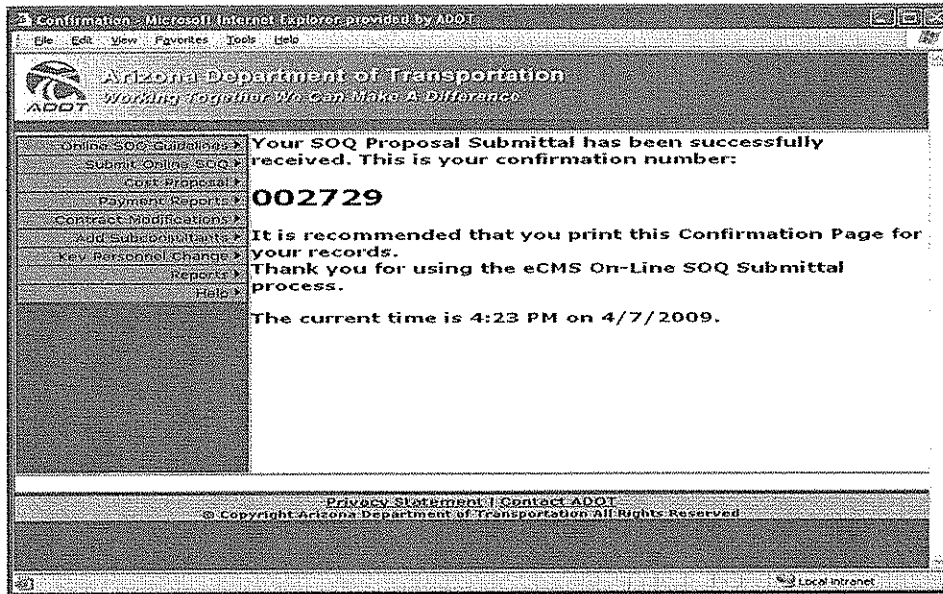 Confirmation - Microsoft Internet Explorer provided by ADOT
File Edit View Favorites Tools Help
Arizona Department of Transportation
Working Together We Can Make A Difference
ADOT
Online SOQ Guidelines
Submit Online SOQ
Cost Proposal
Payment Reports
Contract Modifications
Add Subconsultants
Key Personnel Change
Reports
Help
Your SOQ Proposal Submittal has been successfully
received. This is your confirmation number:
002729
It is recommended that you print this Confirmation Page for
your records.
Thank you for using the eCMS On-Line SOQ Submittal
process.
The current time is 4:23 PM on 4/7/2009.
Privacy Statement | Contact ADOT
© Copyright Arizona Department of Transportation All Rights Reserved
Local intranet